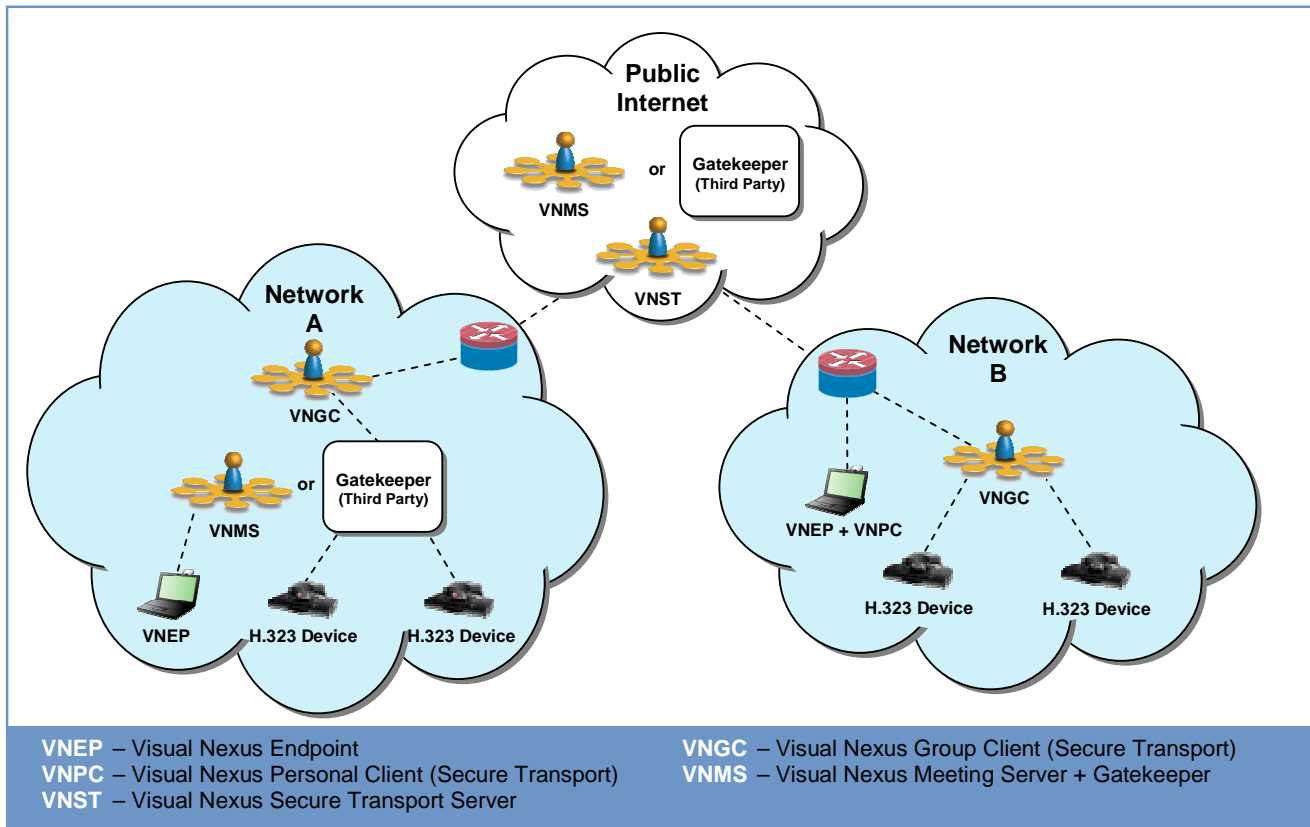 Public
Internet
VNMS
or
Gatekeeper
(Third Party)
VNST
Network
A
VNGC
VNMS
or
Gatekeeper
(Third Party)
VNEP
H.323 Device
H.323 Device
Network
B
VNEP + VNPC
VNGC
H.323 Device
H.323 Device
VNEP – Visual Nexus Endpoint
VNPC – Visual Nexus Personal Client (Secure Transport)
VNST – Visual Nexus Secure Transport Server
VNGC – Visual Nexus Group Client (Secure Transport)
VNMS – Visual Nexus Meeting Server + Gatekeeper